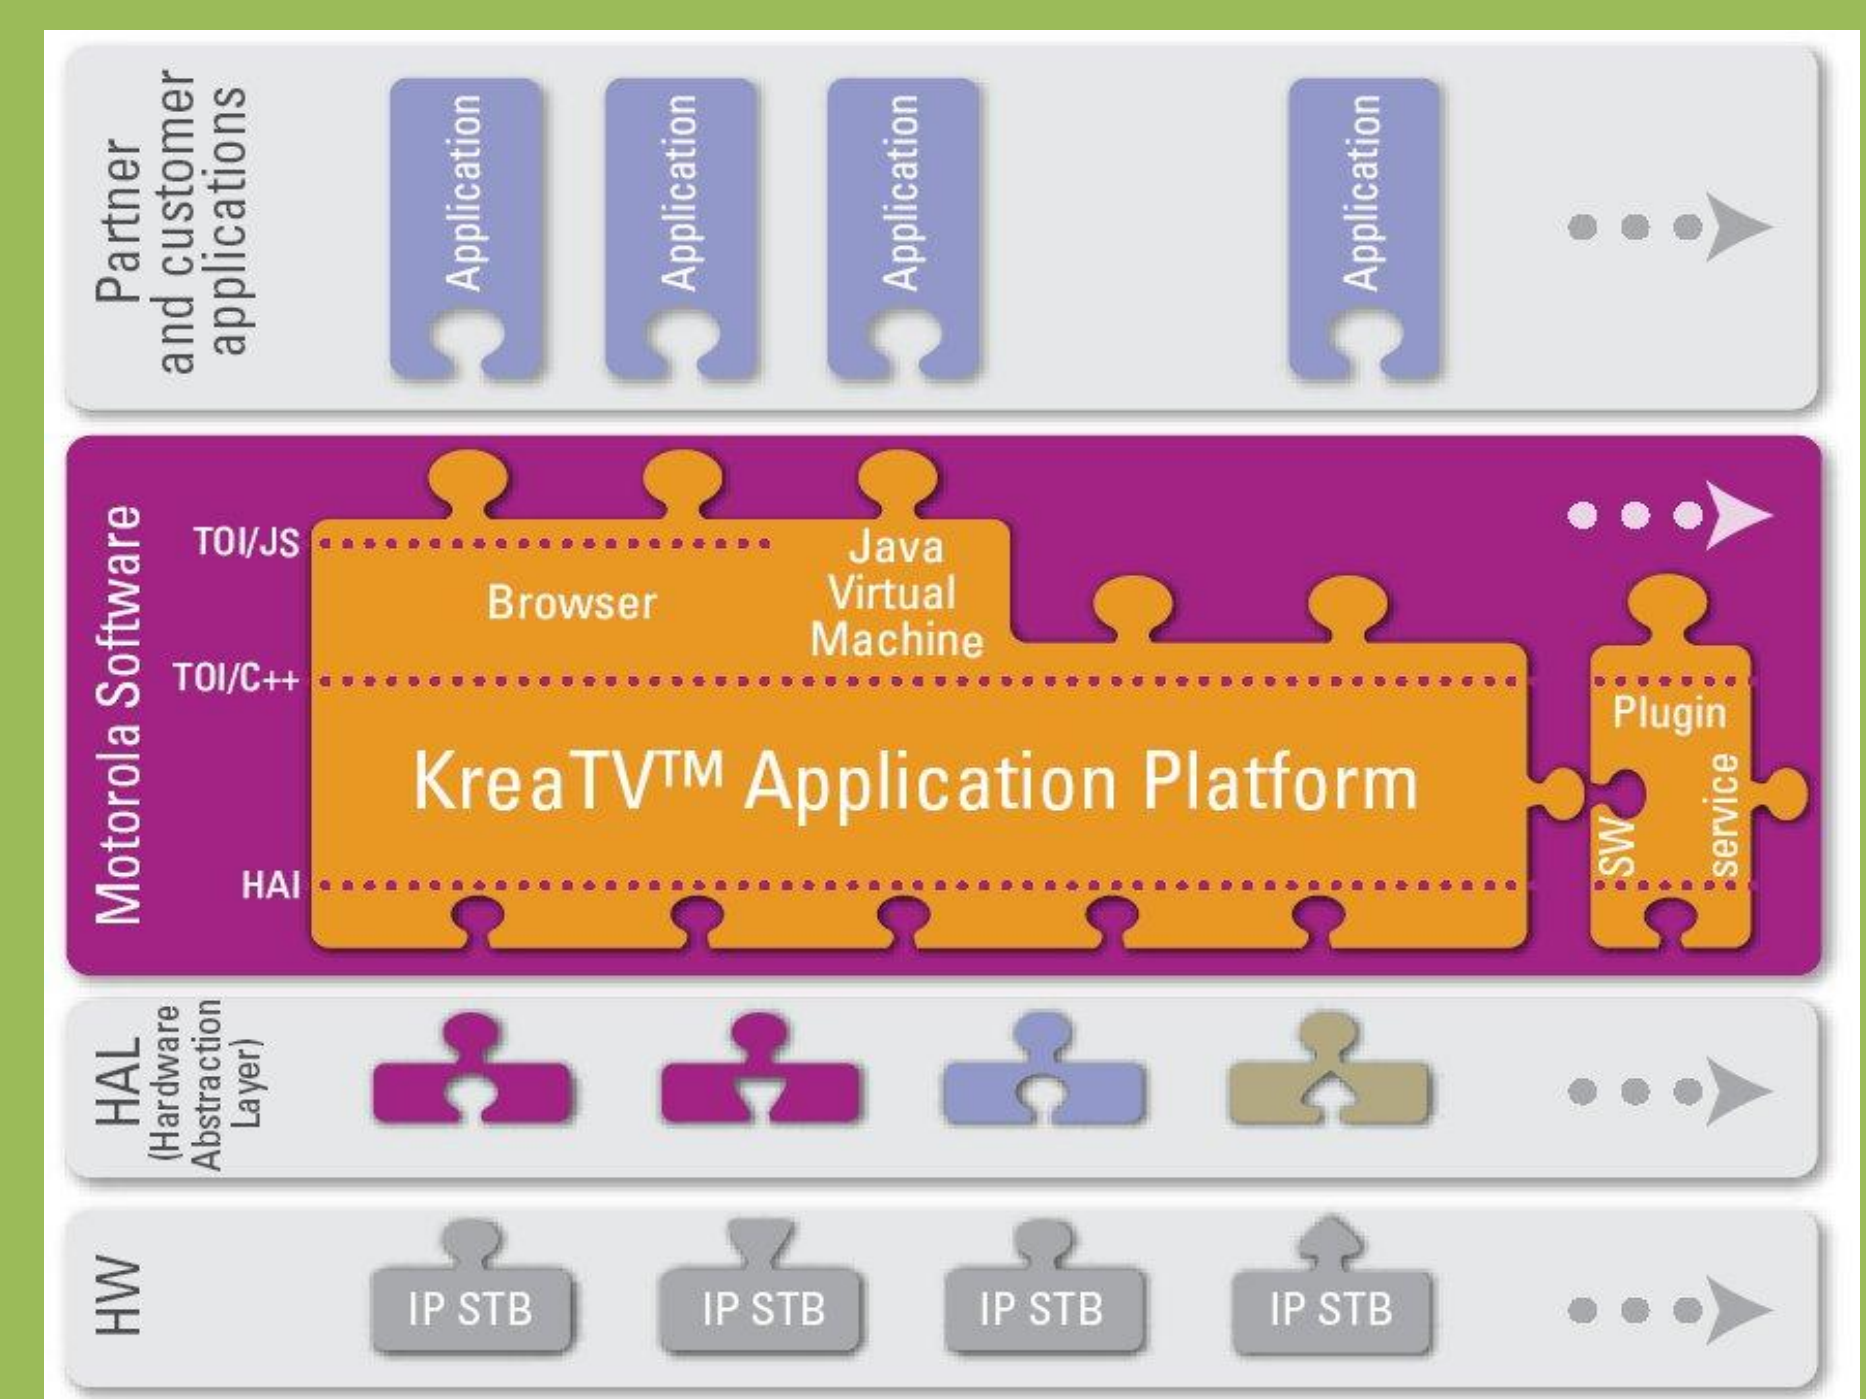 Partner
and customer
applications
Application
Application
Application
Application
Motorola Software
TOI/JS
Browser
Java
Virtual
Machine
TOI/C++
Plugin
KreaTV™ Application Platform
SW
service
HAI
HAL
(Hardware
Abstraction
Layer)
HW
IP STB
IP STB
IP STB
IP STB